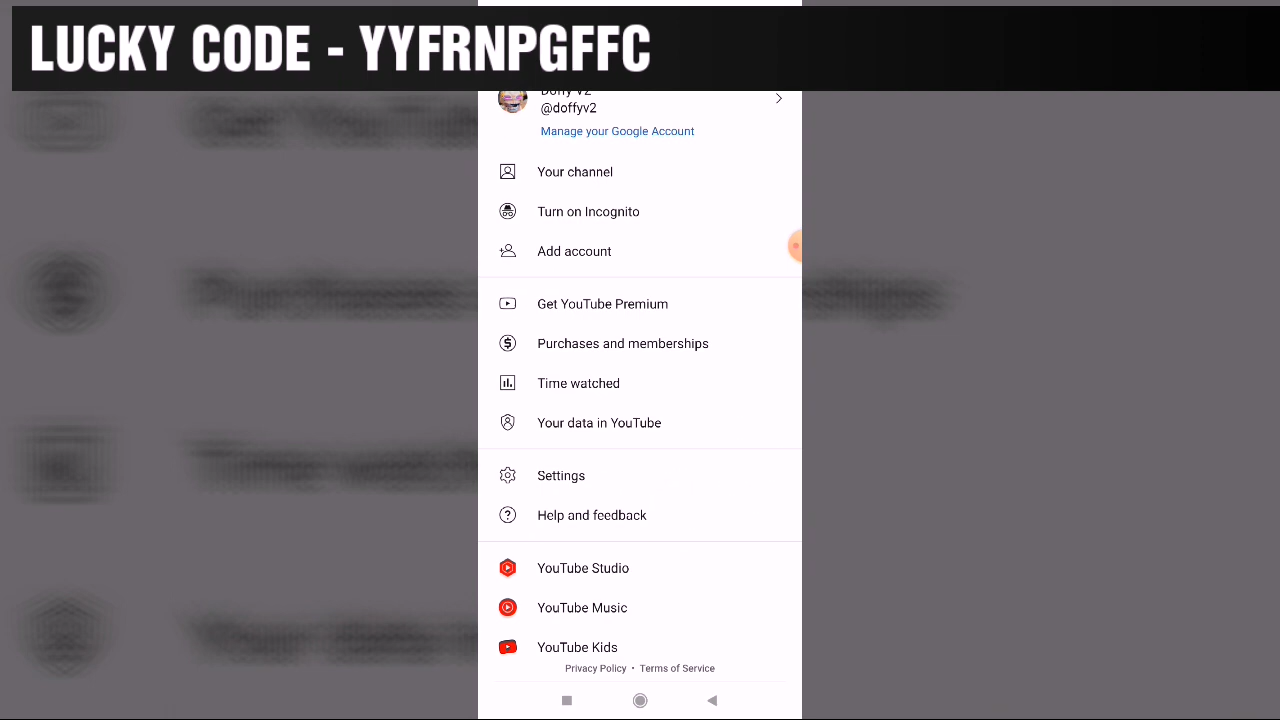 LUCKY CODE - YYFRNPGFFC
Doffy V2
@doffyv2
Manage your Google Account
Your channel
Turn on Incognito
Add account
Get YouTube Premium
Purchases and memberships
Time watched
Your data in YouTube
Settings
Help and feedback
YouTube Studio
YouTube Music
YouTube Kids
Privacy Policy • Terms of Service